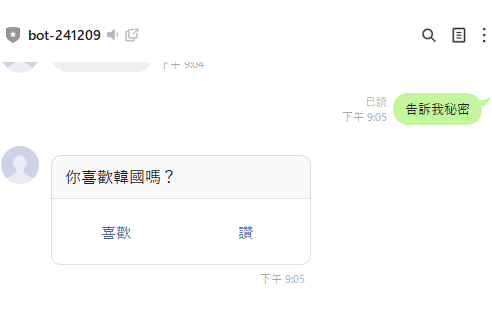 bot-241209
下午 9:04
已讀
下午 9:05
告訴我秘密
你喜歡韓國嗎？
喜歡
讚
下午 9:05